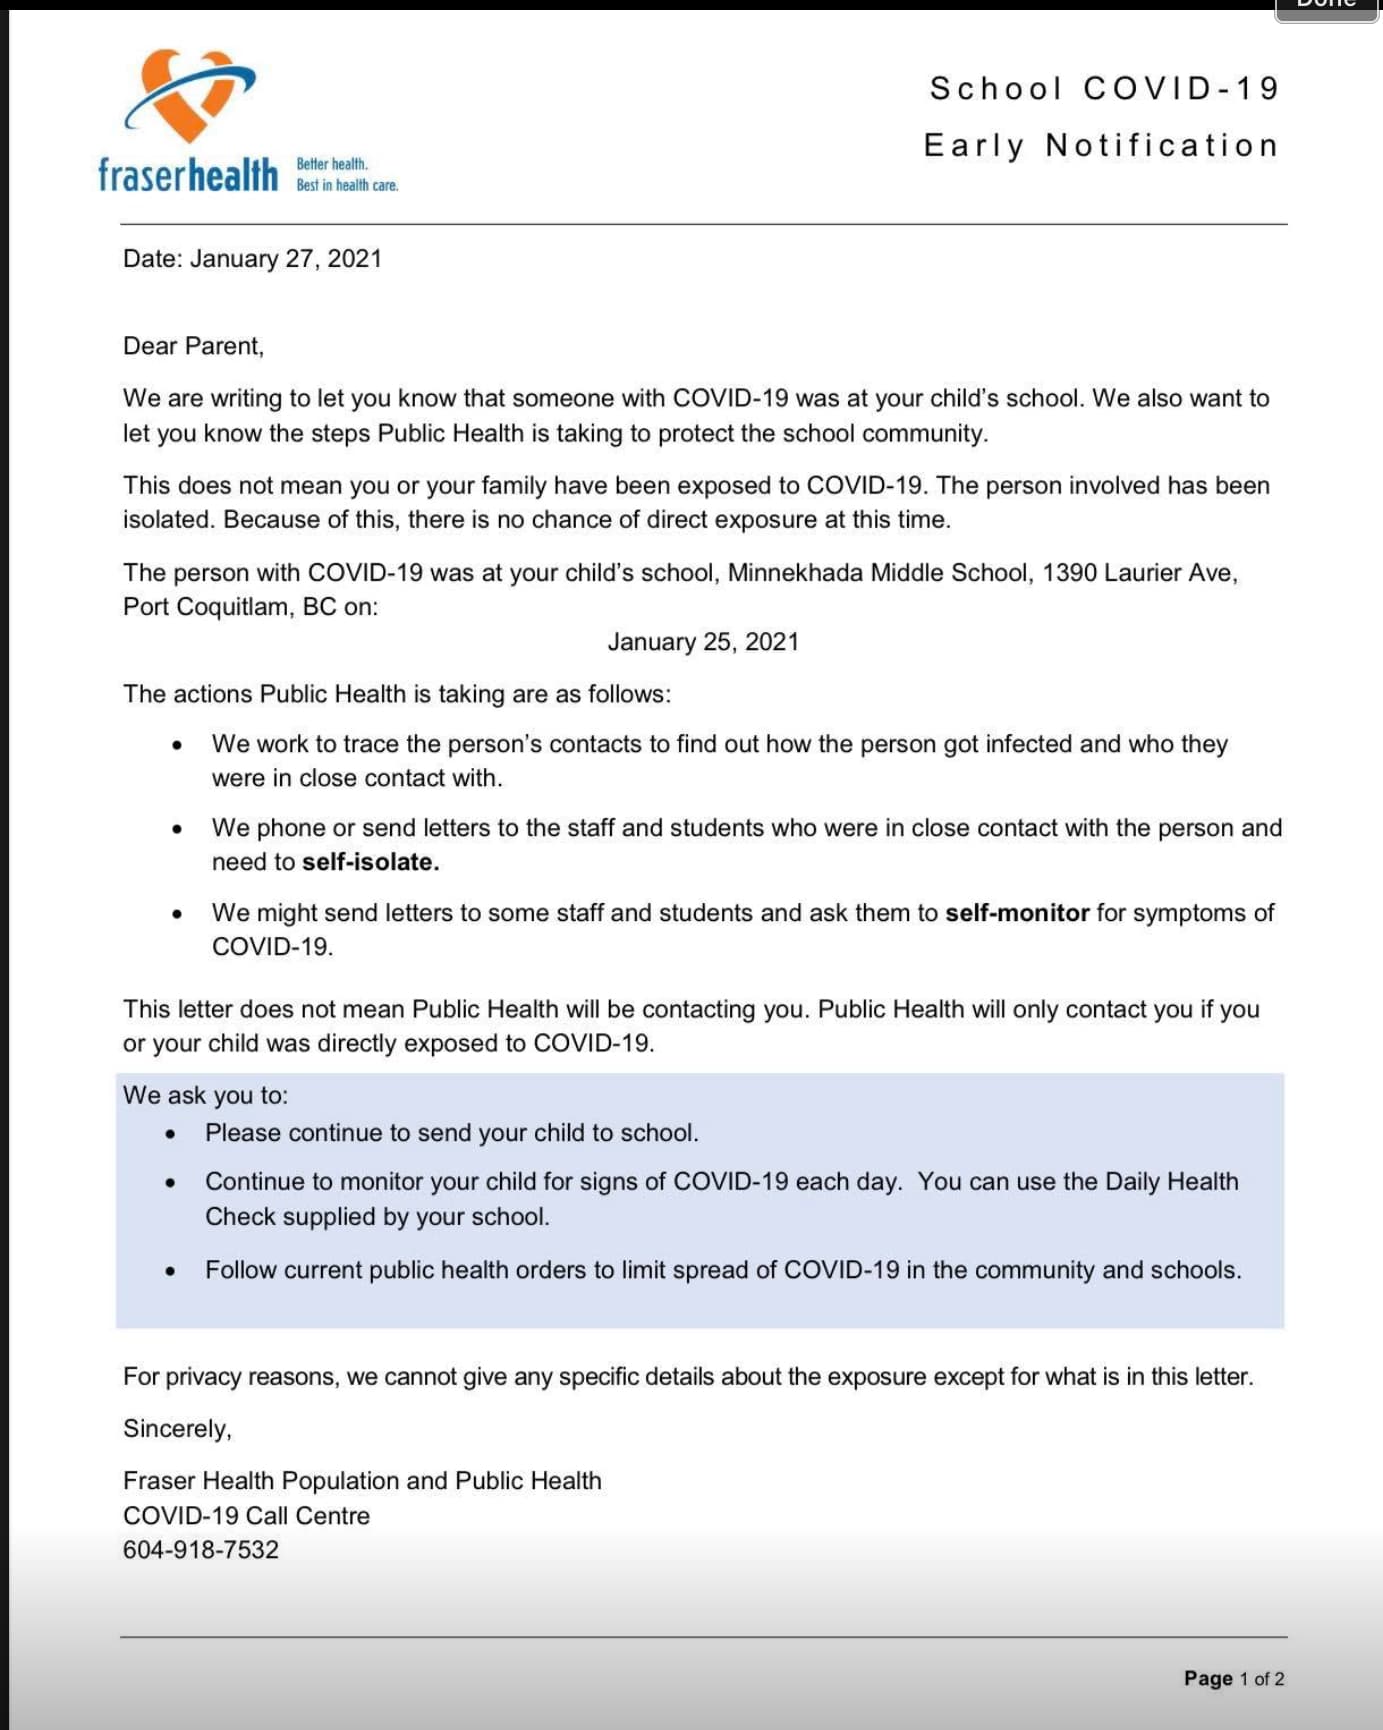 Done
fraserhealth
Better health.
Best in health care.
School COVID-19
Early Notification
Date: January 27, 2021
Dear Parent,
We are writing to let you know that someone with COVID-19 was at your child’s school. We also want to
let you know the steps Public Health is taking to protect the school community.
This does not mean you or your family have been exposed to COVID-19. The person involved has been
isolated. Because of this, there is no chance of direct exposure at this time.
The person with COVID-19 was at your child’s school, Minnekhada Middle School, 1390 Laurier Ave,
Port Coquitlam, BC on:
January 25, 2021
The actions Public Health is taking are as follows:
• We work to trace the person’s contacts to find out how the person got infected and who they
were in close contact with.
• We phone or send letters to the staff and students who were in close contact with the person and
need to self-isolate.
• We might send letters to some staff and students and ask them to self-monitor for symptoms of
COVID-19.
This letter does not mean Public Health will be contacting you. Public Health will only contact you if you
or your child was directly exposed to COVID-19.
We ask you to:
• Please continue to send your child to school.
• Continue to monitor your child for signs of COVID-19 each day.  You can use the Daily Health
Check supplied by your school.
• Follow current public health orders to limit spread of COVID-19 in the community and schools.
For privacy reasons, we cannot give any specific details about the exposure except for what is in this letter.
Sincerely,
Fraser Health Population and Public Health
COVID-19 Call Centre
604-918-7532
Page 1 of 2